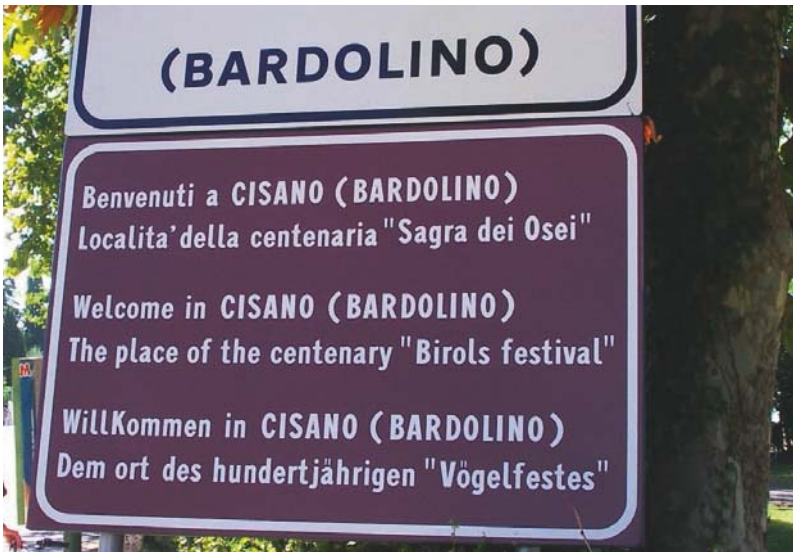 (BARDOLINO)
Benvenuti a CISANO (BARDOLINO)
Localita' della centenaria "Sagra dei Osei"
Welcome in CISANO (BARDOLINO)
The place of the centenary "Birols festival"
WillKommen in CISANO (BARDOLINO)
Dem ort des hundertjährigen "Vögelfestes"
M